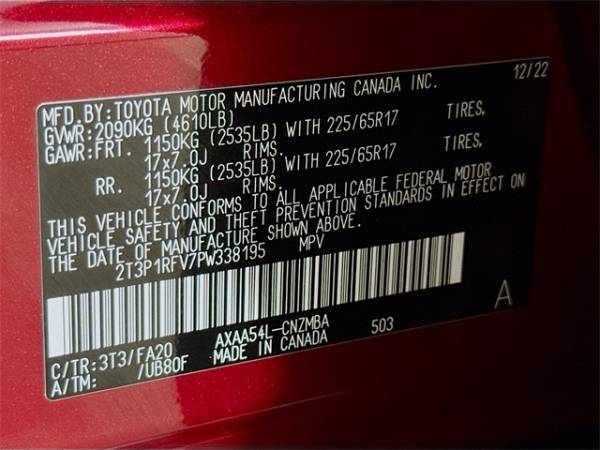 MFD. BY: TOYOTA MOTOR MANUFACTURING CANADA INC. 12/22
GVWR: 2090KG (4610LB)
GAWR: FRT. 1150KG (2535LB) WITH 225/65R17 TIRES,
17x7.0J RIMS.
RR. 1150KG (2535LB) WITH 225/65R17 TIRES,
17x7.0J RIMS.
THIS VEHICLE CONFORMS TO ALL APPLICABLE FEDERAL MOTOR
VEHICLE SAFETY AND THEFT PREVENTION STANDARDS IN EFFECT ON
THE DATE OF MANUFACTURE SHOWN ABOVE.
2T3P1RFV7PW338195 MPV
A
C/TR: 3T3/FA20 AXAA54L-CNZMBA 503
A/TM: /UB80F MADE IN CANADA